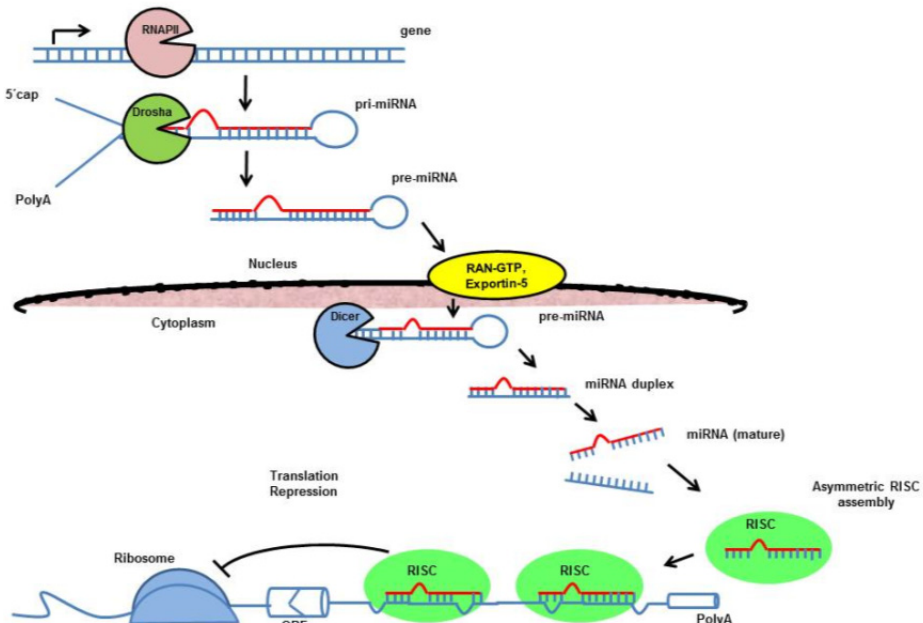 RNAPII
gene
5'cap
Drosha
pri-miRNA
PolyA
pre-miRNA
Nucleus
RAN-GTP,
Exportin-5
Cytoplasm
Dicer
pre-miRNA
miRNA duplex
miRNA (mature)
Translation
Repression
Asymmetric RISC
assembly
RISC
Ribosome
RISC
RISC
PolyA